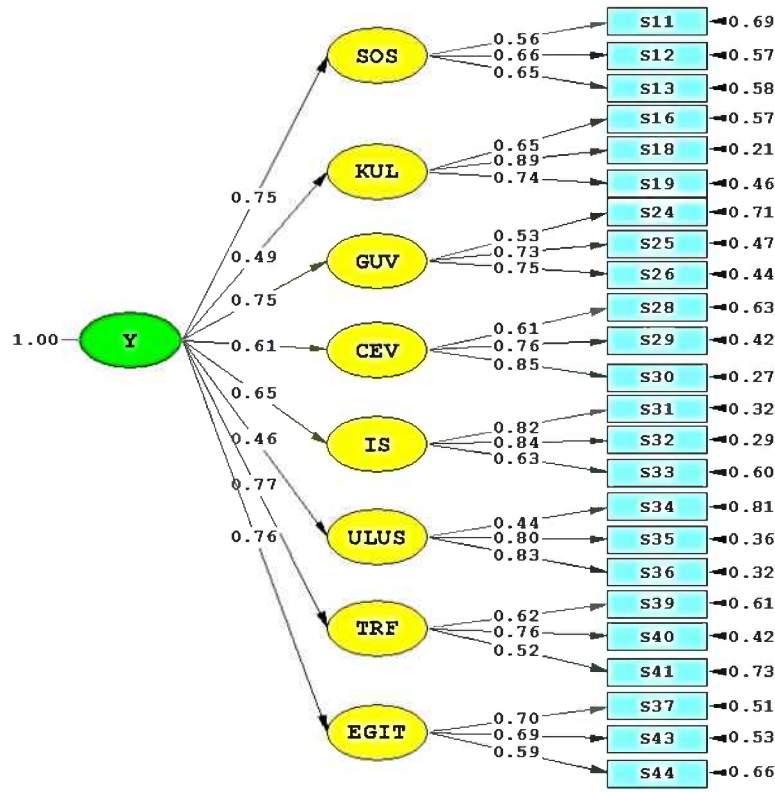 0.56 S11 0.69
SOS 0.66 S12 0.57
0.65 S13 0.58
0.65 S16 0.57
KUL 0.89 S18 0.21
0.74 S19 0.46
0.75
0.53 S24 0.71
0.49 GUV 0.73 S25 0.47
0.75 S26 0.44
0.75
0.61 S28 0.63
1.00 Y 0.61 CEV 0.76 S29 0.42
0.85 S30 0.27
0.65
0.82 S31 0.32
0.46 IS 0.84 S32 0.29
0.63 S33 0.60
0.77
0.44 S34 0.81
0.76 ULUS 0.80 S35 0.36
0.83 S36 0.32
0.62 S39 0.61
TRF 0.76 S40 0.42
0.52 S41 0.73
0.70 S37 0.51
EGIT 0.69 S43 0.53
0.59 S44 0.66